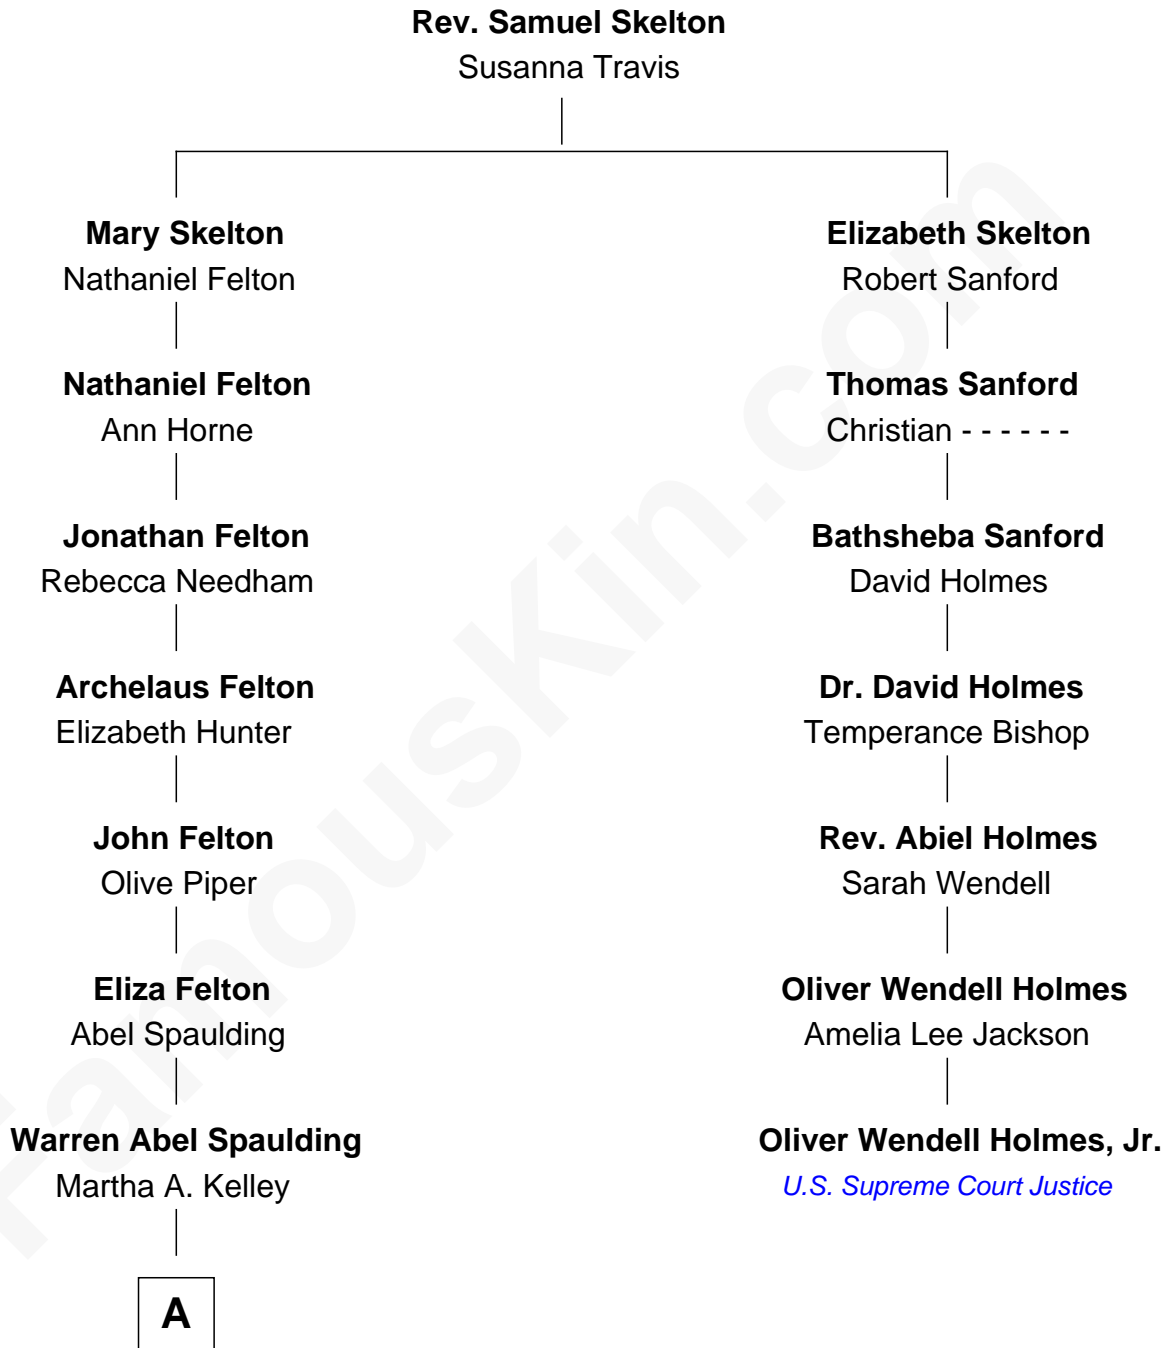 Rev. Samuel Skelton
Susanna Travis
Mary Skelton
Nathaniel Felton
Elizabeth Skelton
Robert Sanford
Nathaniel Felton
Ann Horne
Thomas Sanford
Christian - - - - - -
Jonathan Felton
Rebecca Needham
Bathsheba Sanford
David Holmes
Archelaus Felton
Elizabeth Hunter
Dr. David Holmes
Temperance Bishop
John Felton
Olive Piper
Rev. Abiel Holmes
Sarah Wendell
Eliza Felton
Abel Spaulding
Oliver Wendell Holmes
Amelia Lee Jackson
Warren Abel Spaulding
Martha A. Kelley
Oliver Wendell Holmes, Jr.
U.S. Supreme Court Justice
A
FamousKin.com